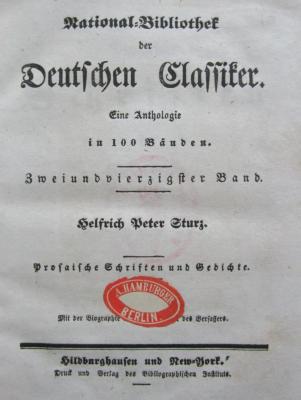 National-Bibliothek
der
Deutschen Classiker.
Eine Anthologie
in 100 Bänden.
Zweiundvierzigster Band.
Helfrich Peter Sturz.
Prosaische Schriften und Gedichte.
A. HAMBURGER
BERLIN
Mit der Biographie des Verfassers.
Hildburghausen und New-York.
Druck und Verlag des Bibliographischen Instituts.